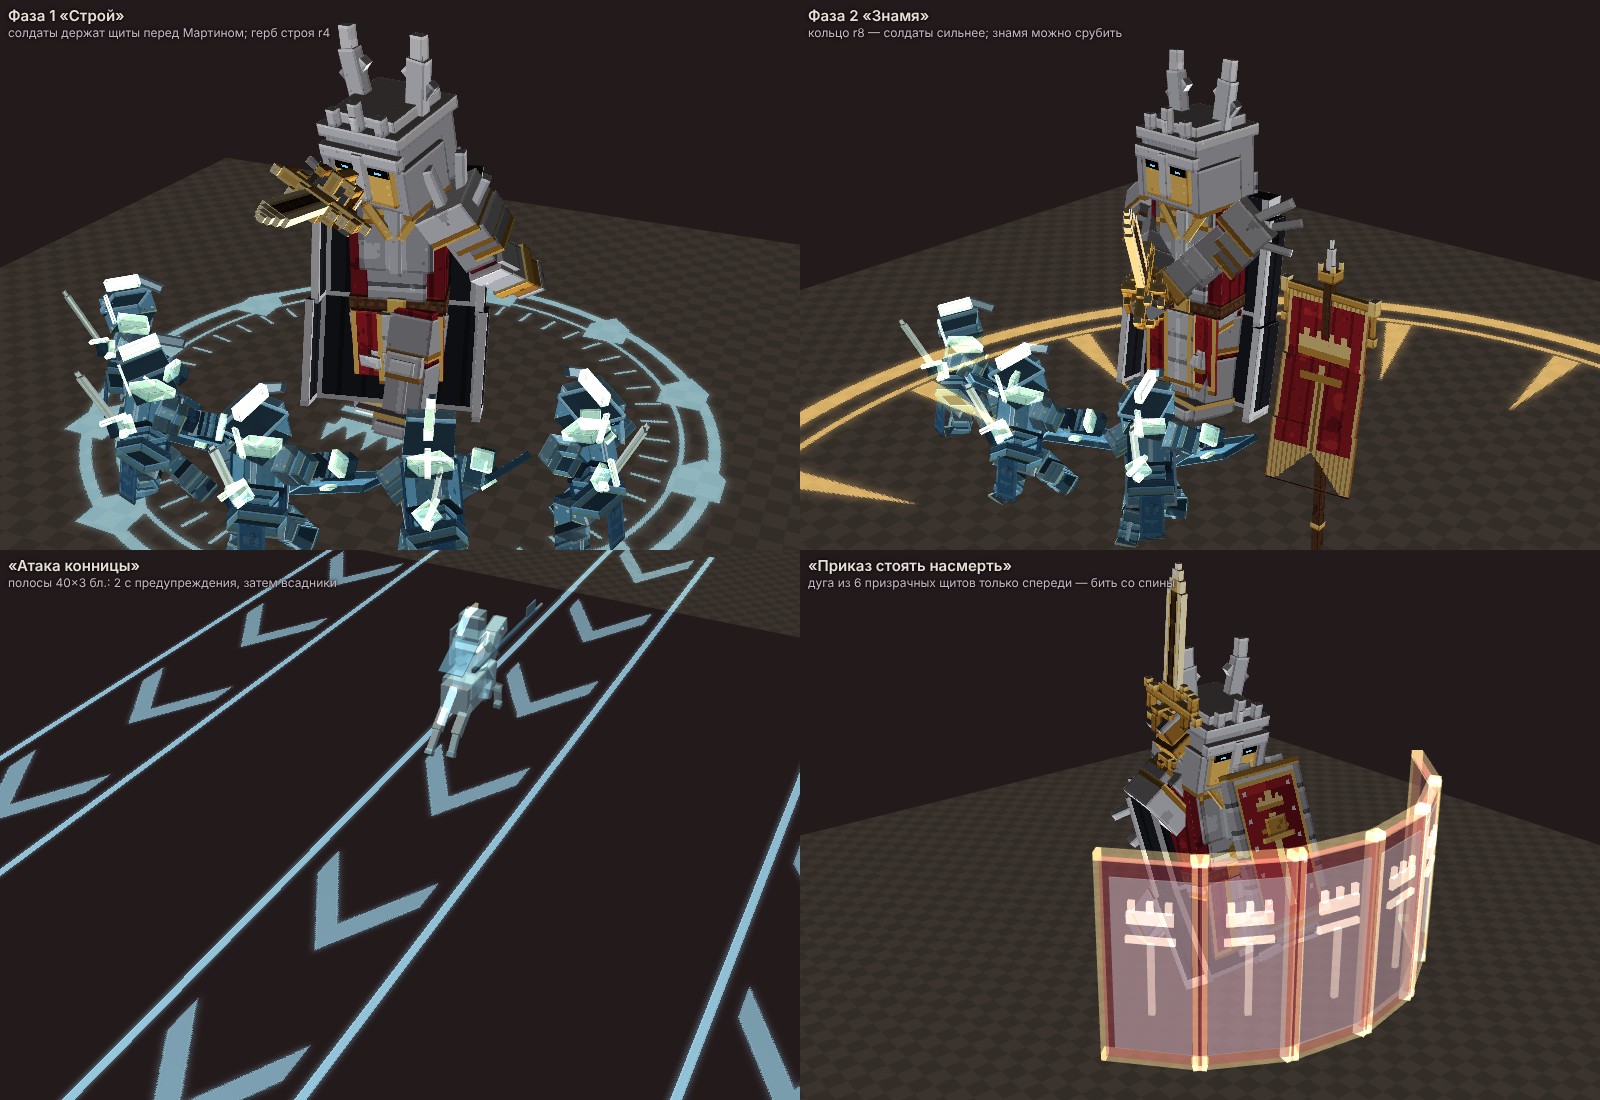 Фаза 1 «Строй»
солдаты держат щиты перед Мартином; герб строя r4
Фаза 2 «Знамя»
кольцо r8 — солдаты сильнее; знамя можно срубить
«Атака конницы»
полосы 40×3 бл.: 2 с предупреждения, затем всадники
«Приказ стоять насмерть»
дуга из 6 призрачных щитов только спереди — бить со спины